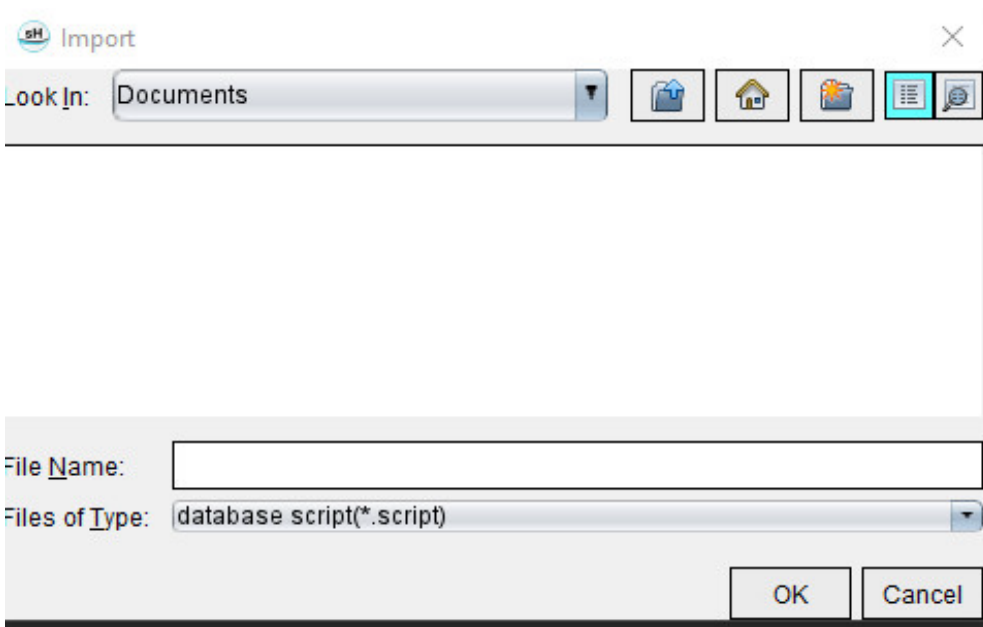 sH Import
Look In: Documents
File Name:
Files of Type: database script(*.script)
OK Cancel